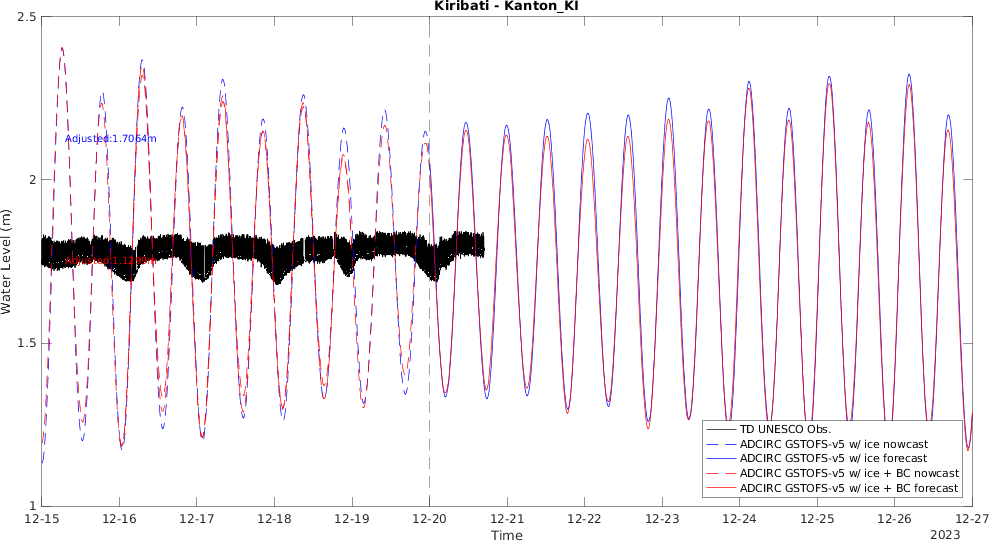 Kiribati - Kanton_KI
2.5
2
1.5
1
Water Level (m)
Adjusted:1.7064m
12-15
12-16
12-17
12-18
12-19
12-20
12-21
12-22
12-23
12-24
12-25
12-26
12-27
Time
2023
TD UNESCO Obs.
ADCIRC GSTOFS-v5 w/ ice nowcast
ADCIRC GSTOFS-v5 w/ ice forecast
ADCIRC GSTOFS-v5 w/ ice + BC nowcast
ADCIRC GSTOFS-v5 w/ ice + BC forecast